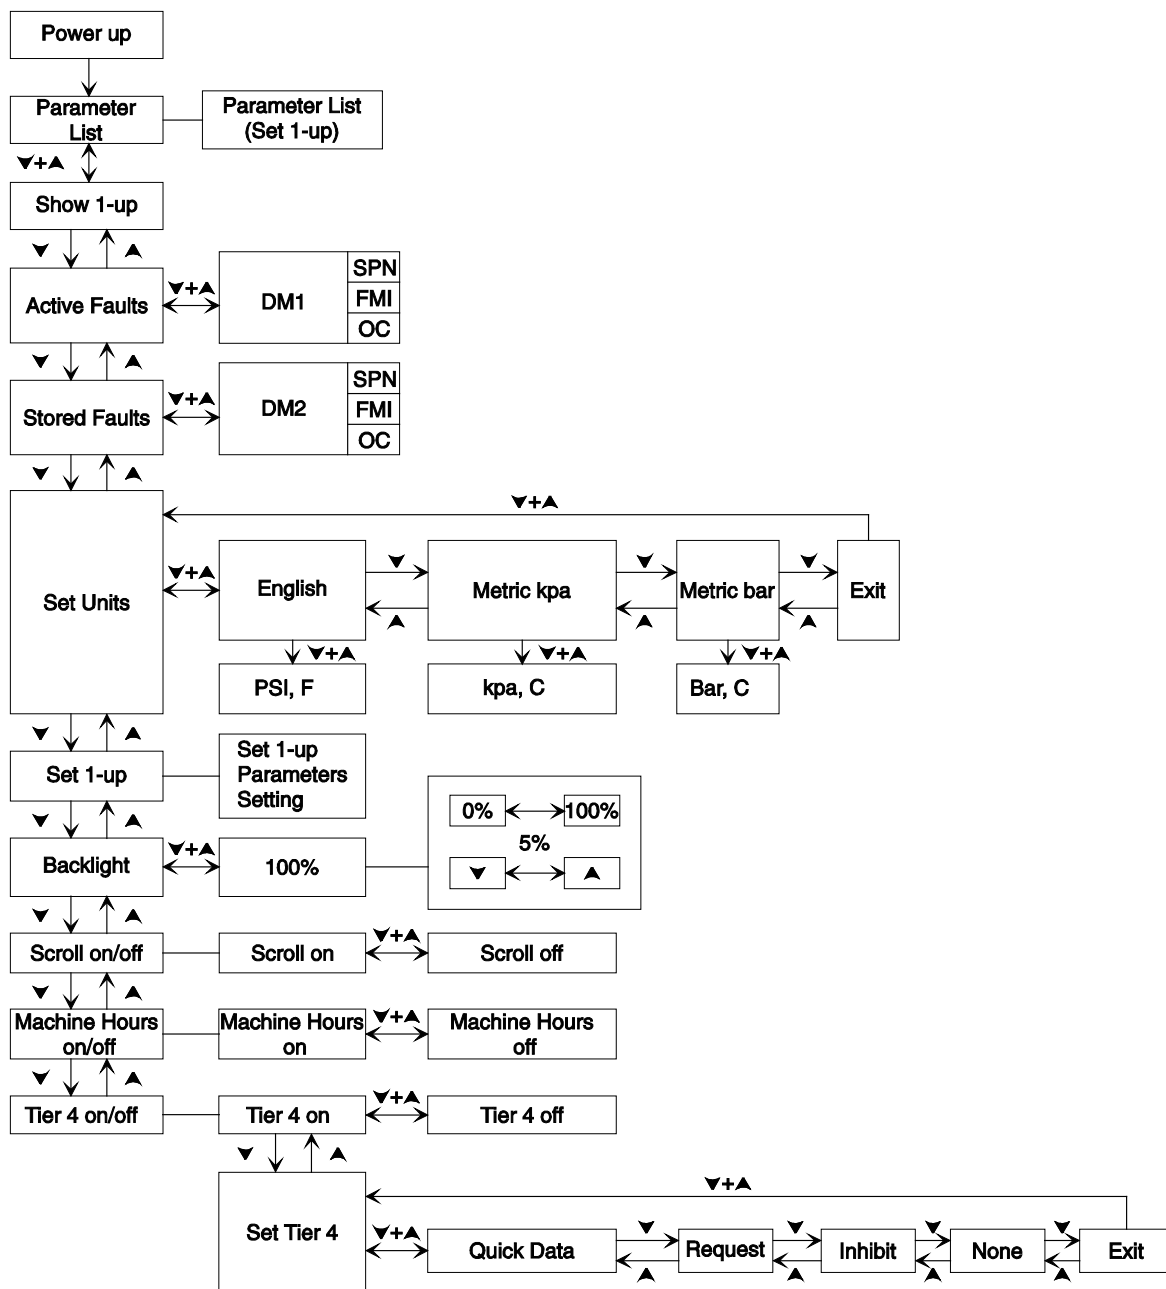 Power up
Parameter
List
Parameter List
(Set 1-up)
+
Show 1-up
Active Faults
+
DM1
SPN
FMI
OC
Stored Faults
+
DM2
SPN
FMI
OC
+
Set Units
+
English
Metric kpa
Metric bar
Exit
+
+
+
PSI, F
kpa, C
Bar, C
Set 1-up
Set 1-up
Parameters
Setting
Backlight
+
100%
0%
100%
5%
Scroll on/off
Scroll on
+
Scroll off
Machine Hours
on/off
Machine Hours
on
+
Machine Hours
off
Tier 4 on/off
Tier 4 on
+
Tier 4 off
+
Set Tier 4
+
Quick Data
Request
Inhibit
None
Exit